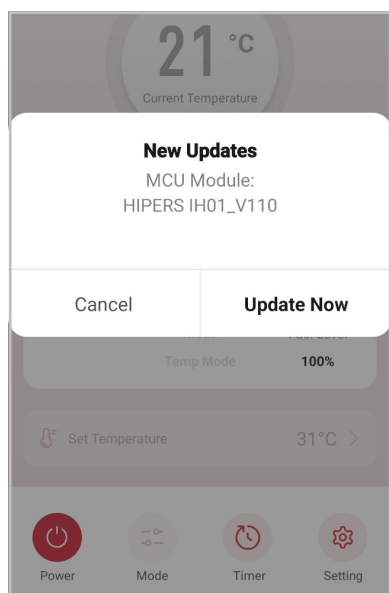 21 °C
Current Temperature
New Updates
MCU Module:
HIPERS IH01_V110
Cancel
Update Now
Temp Mode
100%
Set Temperature
31°C >
Power
Mode
Timer
Setting